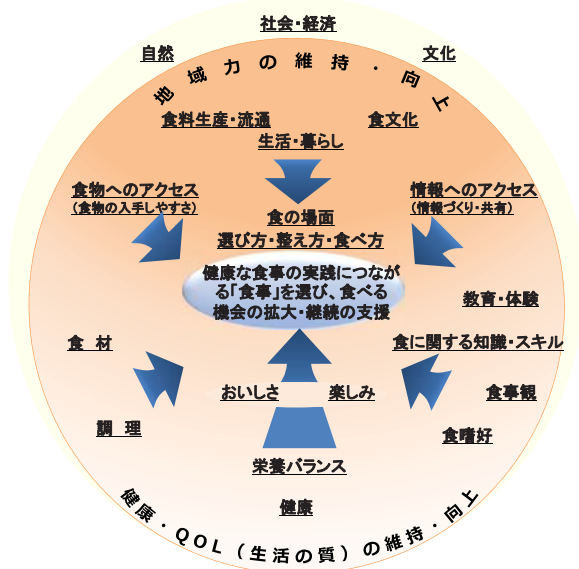 社会・経済
自然
文化
地域力の維持・向上
食料生産・流通
食文化
生活・暮らし
食物へのアクセス
（食物の入手しやすさ）
情報へのアクセス
（情報づくり・共有）
食の場面
選び方・整え方・食べ方
健康な食事の実践につなが
る「食事」を選び、食べる
機会の拡大・継続の支援
教育・体験
食材
食に関する知識・スキル
おいしさ
楽しみ
食事観
調理
食嗜好
栄養バランス
健康
健康・QOL（生活の質）の維持・向上